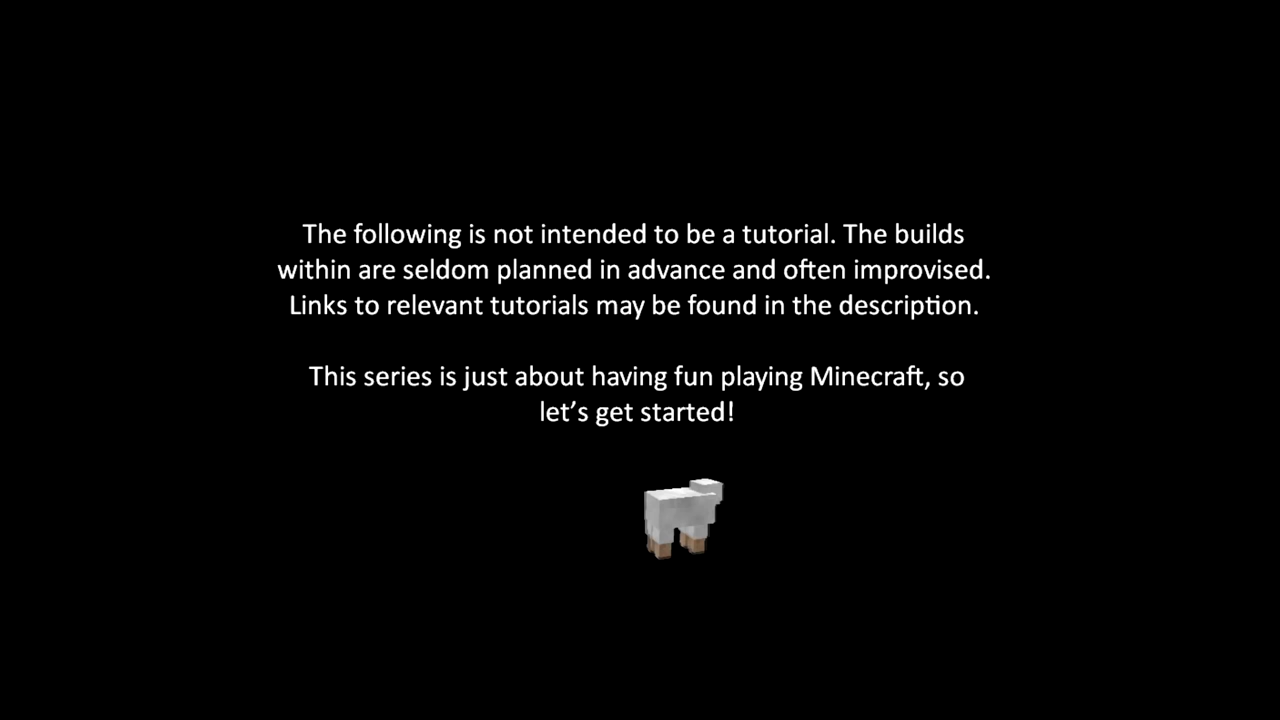 The following is not intended to be a tutorial. The builds
within are seldom planned in advance and often improvised.
Links to relevant tutorials may be found in the description.
This series is just about having fun playing Minecraft, so
let’s get started!